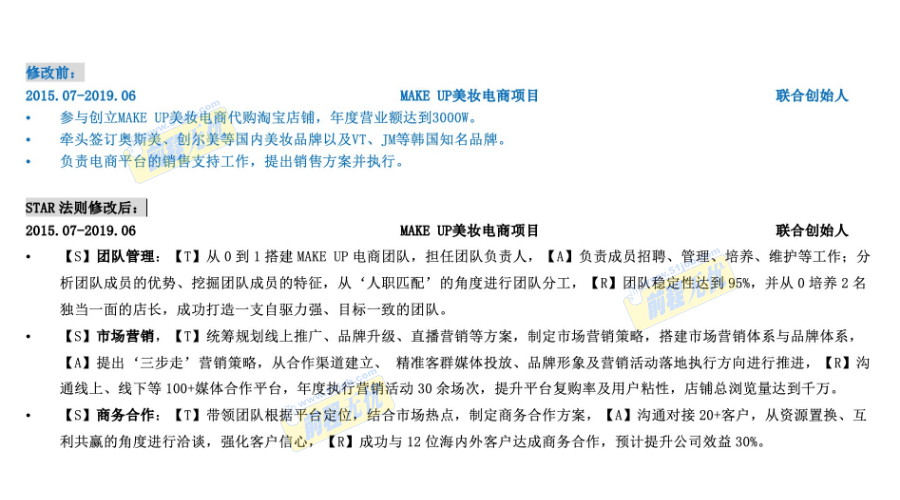 修改前：
2015.07-2019.06 MAKE UP美妆电商项目 联合创始人
• 参与创立MAKE UP美妆电商代购淘宝店铺，年度营业额达到3000W。
• 牵头签订奥斯美、创尔美等国内美妆品牌以及VT、JM等韩国知名品牌。
• 负责电商平台的销售支持工作，提出销售方案并执行。
STAR 法则修改后：
2015.07-2019.06 MAKE UP美妆电商项目 联合创始人
• 【S】团队管理：【T】从 0 到 1 搭建 MAKE UP 电商团队，担任团队负责人，【A】负责成员招聘、管理、培养、维护等工作；分
析团队成员的优势、挖掘团队成员的特征，从‘人职匹配’的角度进行团队分工，【R】团队稳定性达到 95%，并从 0 培养 2 名
独当一面的店长，成功打造一支自驱力强、目标一致的团队。
• 【S】市场营销，【T】统筹规划线上推广、品牌升级、直播营销等方案，制定市场营销策略，搭建市场营销体系与品牌体系，
【A】提出‘三步走’营销策略，从合作渠道建立、 精准客群媒体投放、品牌形象及营销活动落地执行方向进行推进，【R】沟
通线上、线下等 100+媒体合作平台，年度执行营销活动 30 余场次，提升平台复购率及用户粘性，店铺总浏览量达到千万。
• 【S】商务合作：【T】带领团队根据平台定位，结合市场热点，制定商务合作方案，【A】沟通对接 20+客户，从资源置换、互
利共赢的角度进行洽谈，强化客户信心，【R】成功与 12 位海内外客户达成商务合作，预计提升公司效益 30%。
www.51job.com
前程无忧
www.51job.com
前程无忧
www.51job.com
前程无忧